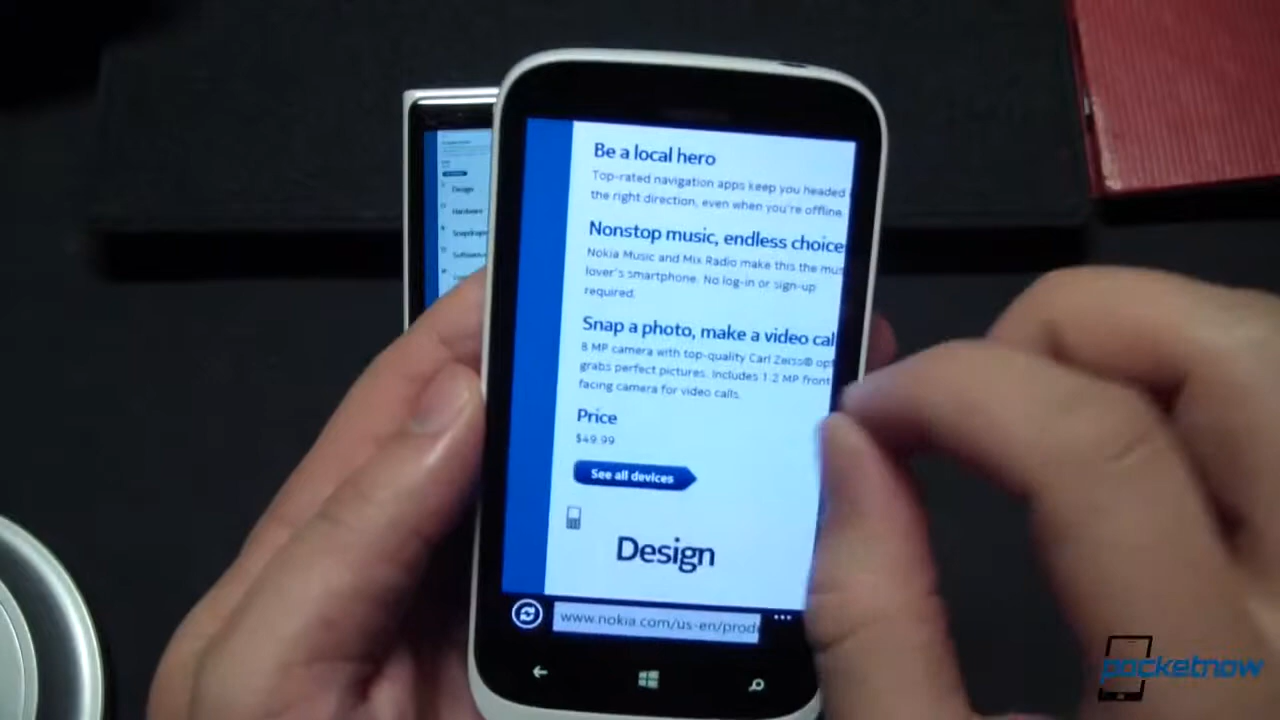 Be a local hero
Top-rated navigation apps keep you headed
the right direction, even when you're offline.
Nonstop music, endless choice
Nokia Music and Mix Radio make this the mus
lover's smartphone. No log-in or sign-up
required.
Snap a photo, make a video cal
8 MP camera with top-quality Carl Zeiss® opt
grabs perfect pictures. Includes 1.2 MP front
facing camera for video calls.
Price
$49.99
See all devices
Design
www.nokia.com/us-en/prod
Design
Hardware
pocketnow